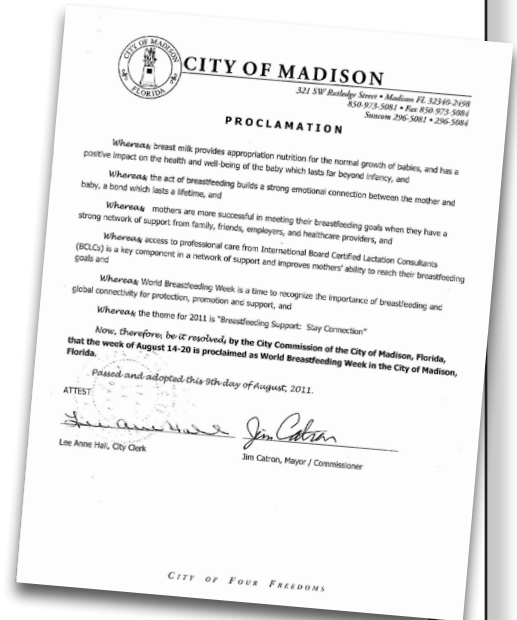 CITY OF MADISON
FLORIDA
CITY OF MADISON
321 SW Rutledge Street • Madison FL 32340-2498
850-973-5081 • Fax 850-973-5084
Suncom 296-5081 • 296-5084
PROCLAMATION
Whereas, breast milk provides appropriation nutrition for the normal growth of babies, and has a
positive impact on the health and well-being of the baby which lasts far beyond infancy, and
Whereas, the act of breastfeeding builds a strong emotional connection between the mother and
baby, a bond which lasts a lifetime, and
Whereas, mothers are more successful in meeting their breastfeeding goals when they have a
strong network of support from family, friends, employers, and healthcare providers, and
Whereas, access to professional care from International Board Certified Lactation Consultants
(BCLCs) is a key component in a network of support and improves mothers' ability to reach their breastfeeding
goals and
Whereas, World Breastfeeding Week is a time to recognize the importance of breastfeeding and
global connectivity for protection, promotion and support, and
Whereas, the theme for 2011 is "Breastfeeding Support: Stay Connection"
Now, therefore, be it resolved, by the City Commission of the City of Madison, Florida,
that the week of August 14-20 is proclaimed as World Breastfeeding Week in the City of Madison,
Florida.
Passed and adopted this 9th day of August, 2011.
ATTEST:
Lee Anne Hall Jim Catron
Lee Anne Hall, City Clerk
Jim Catron, Mayor / Commissioner
CITY OF FOUR FREEDOMS